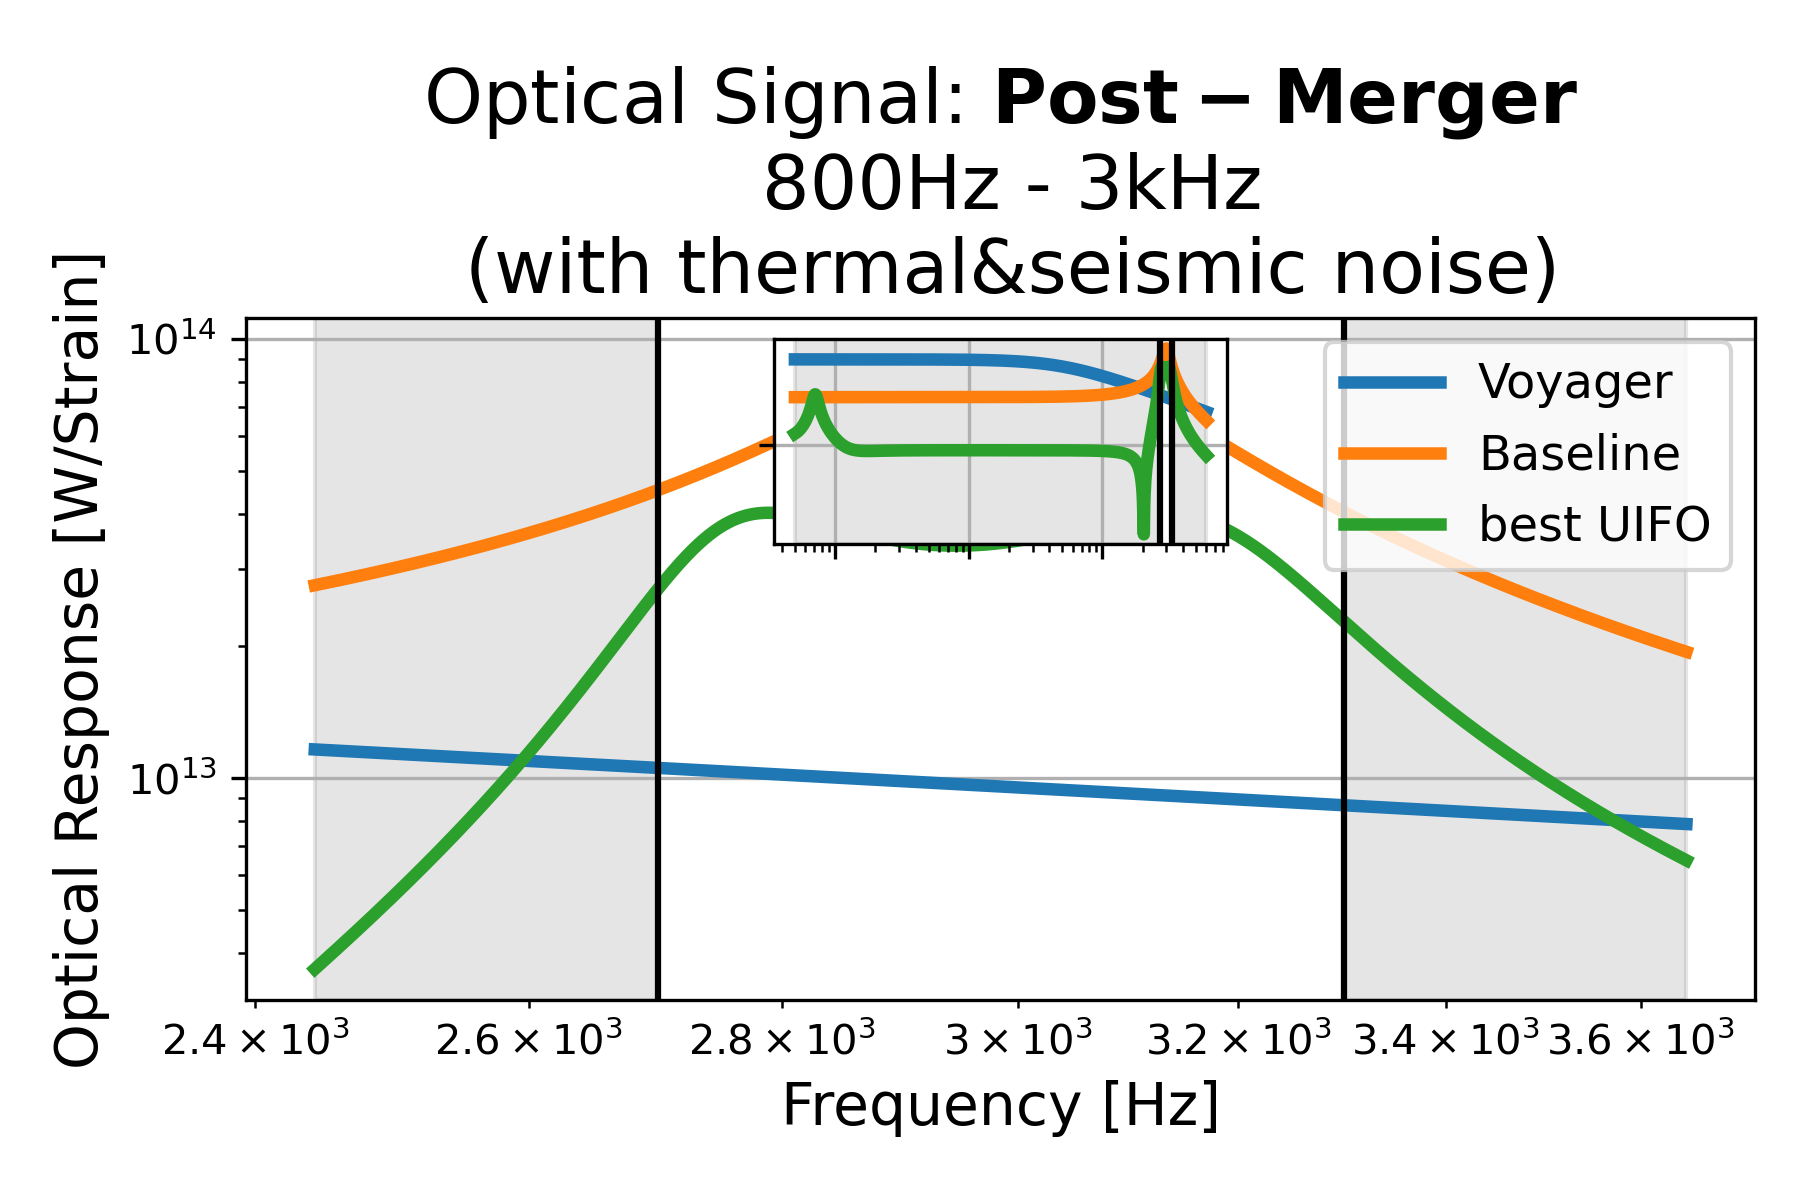 Optical Signal: Post − Merger
800Hz - 3kHz
(with thermal&seismic noise)
Optical Response [W/Strain]
10¹⁴
10¹³
Voyager
Baseline
best UIFO
2.4 × 10³ 2.6 × 10³ 2.8 × 10³ 3 × 10³ 3.2 × 10³ 3.4 × 10³ 3.6 × 10³
Frequency [Hz]